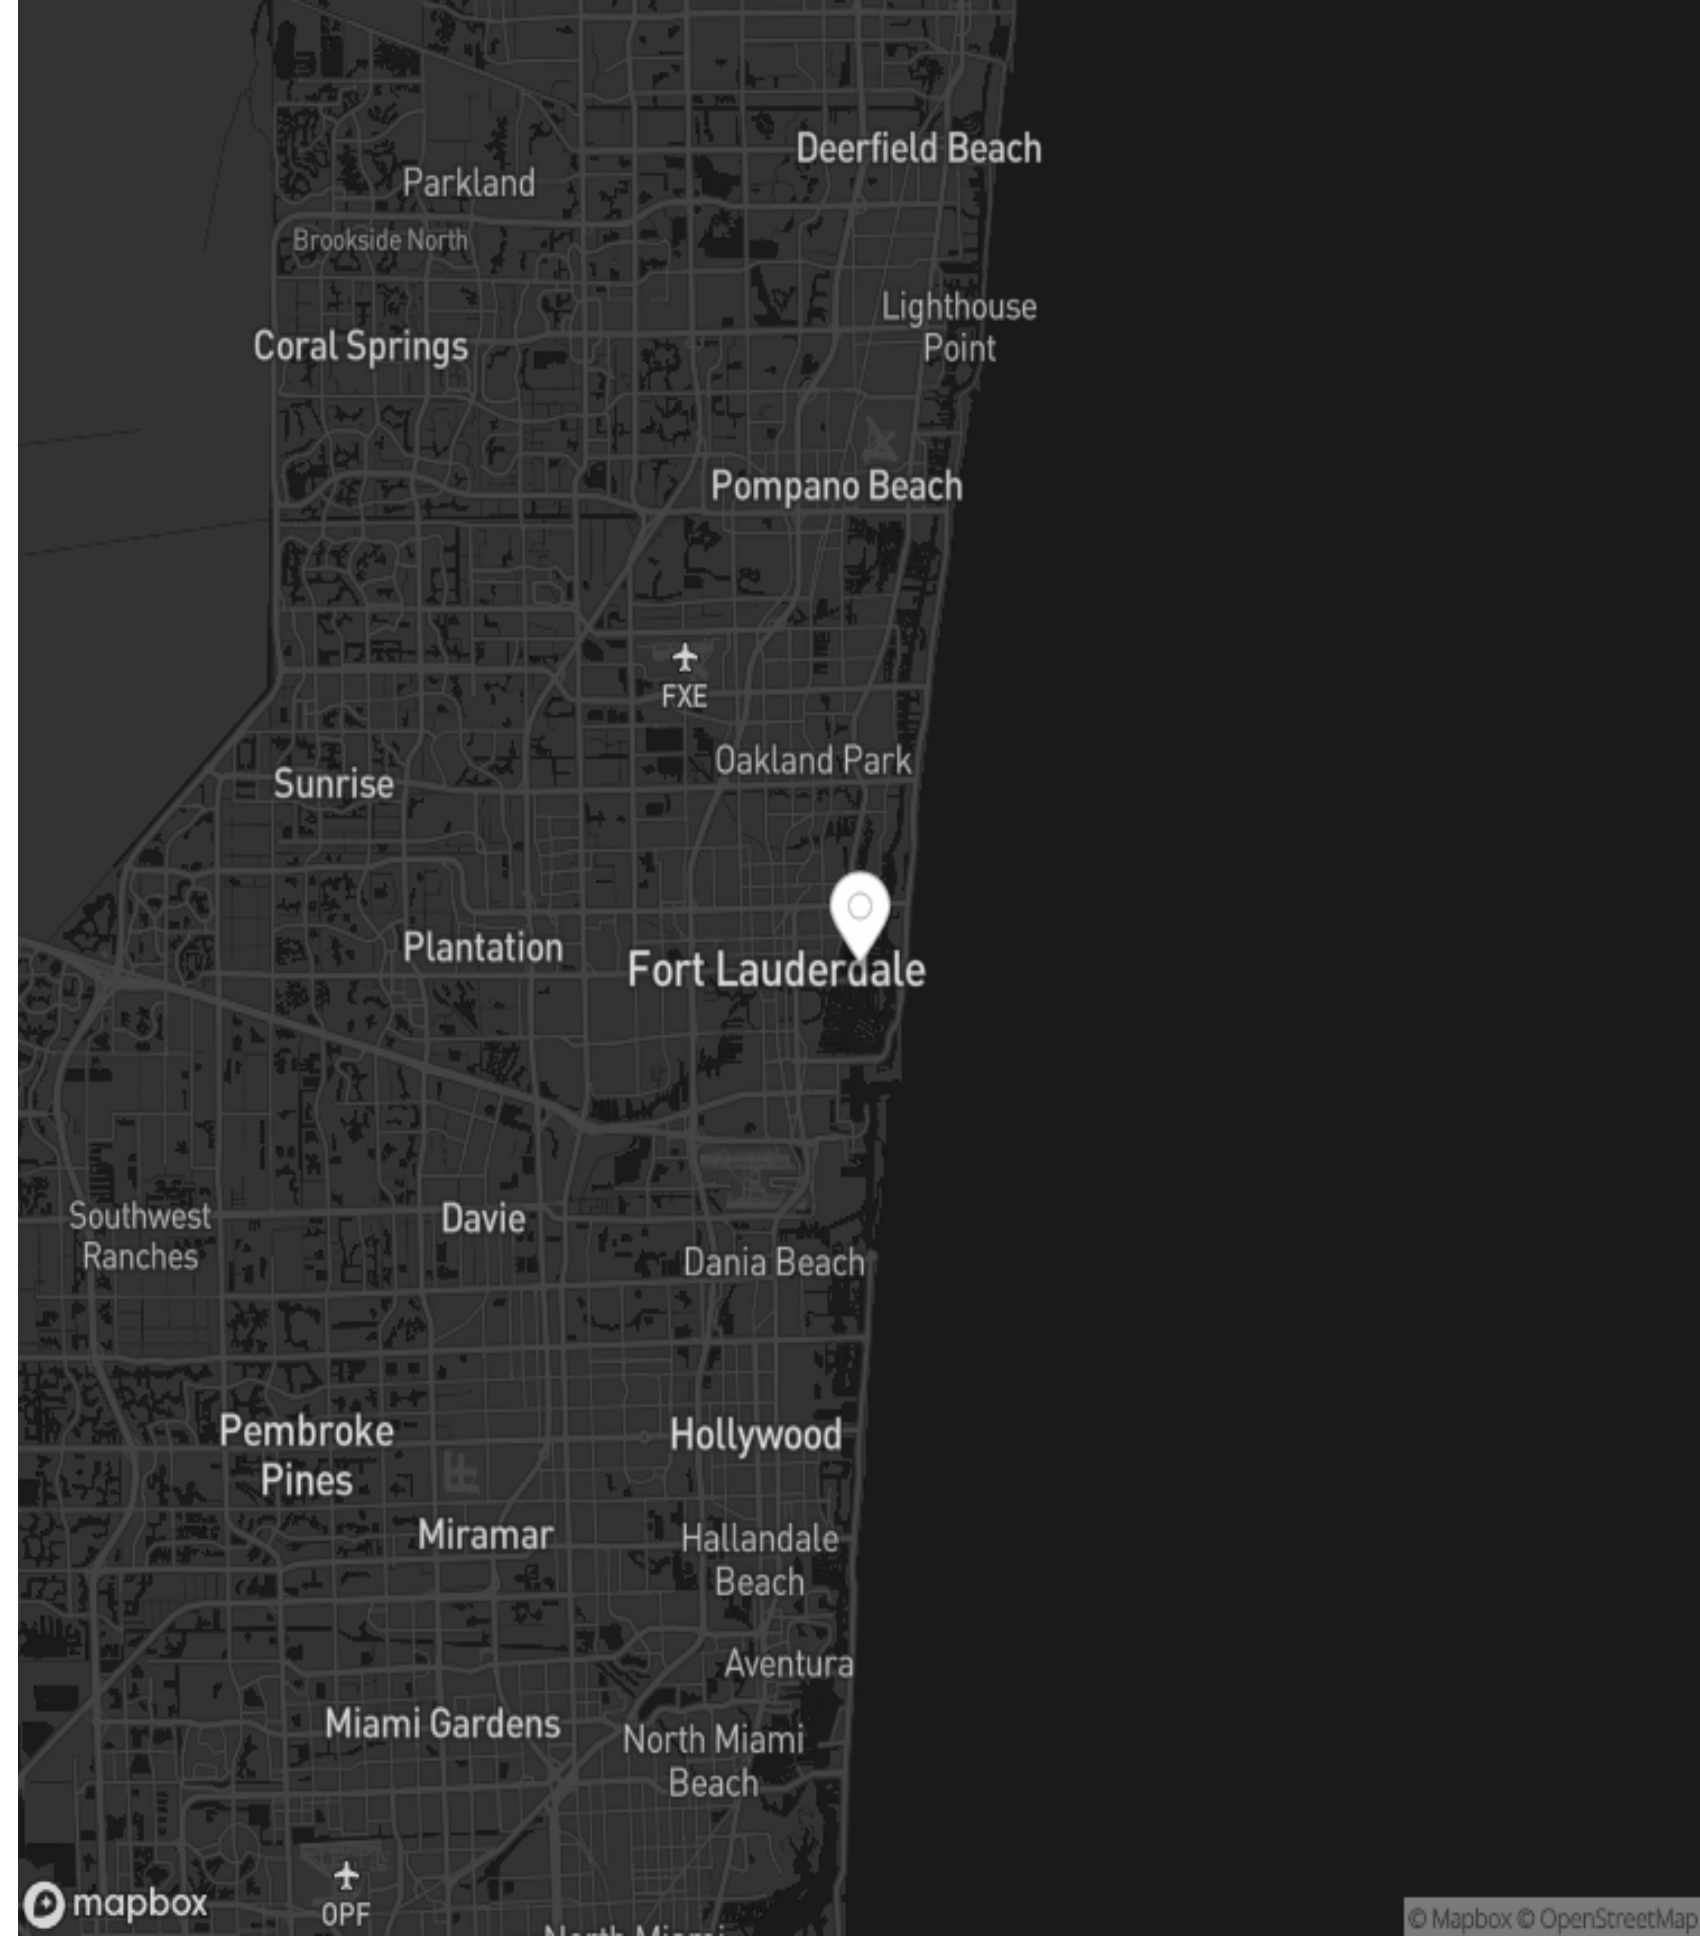 Deerfield Beach
Parkland
Brookside North
Lighthouse
Point
Coral Springs
Pompano Beach
FXE
Oakland Park
Sunrise
Plantation
Fort Lauderdale
Southwest
Ranches
Davie
Dania Beach
Pembroke
Pines
Hollywood
Miramar
Hallandale
Beach
Aventura
Miami Gardens
North Miami
Beach
mapbox
OPF
North Miami
© Mapbox © OpenStreetMap